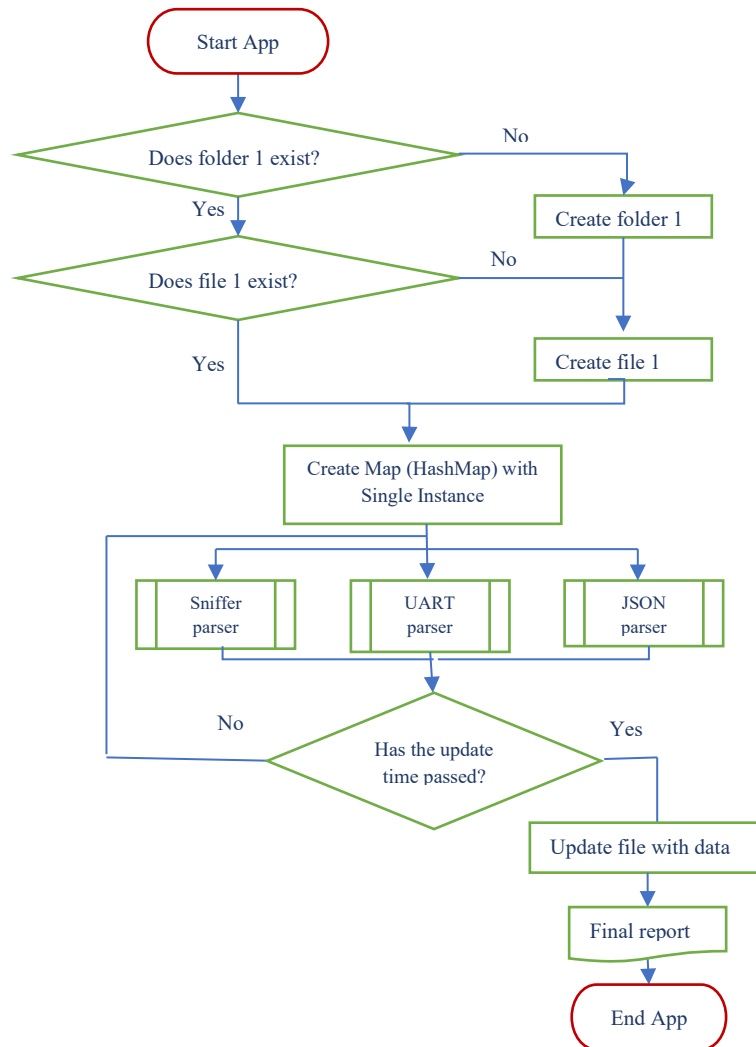 Start App
No
Does folder 1 exist?
Yes
Create folder 1
No
Does file 1 exist?
Yes
Create file 1
Create Map (HashMap) with
Single Instance
Sniffer
parser
UART
parser
JSON
parser
No
Yes
Has the update
time passed?
Update file with data
Final report
End App